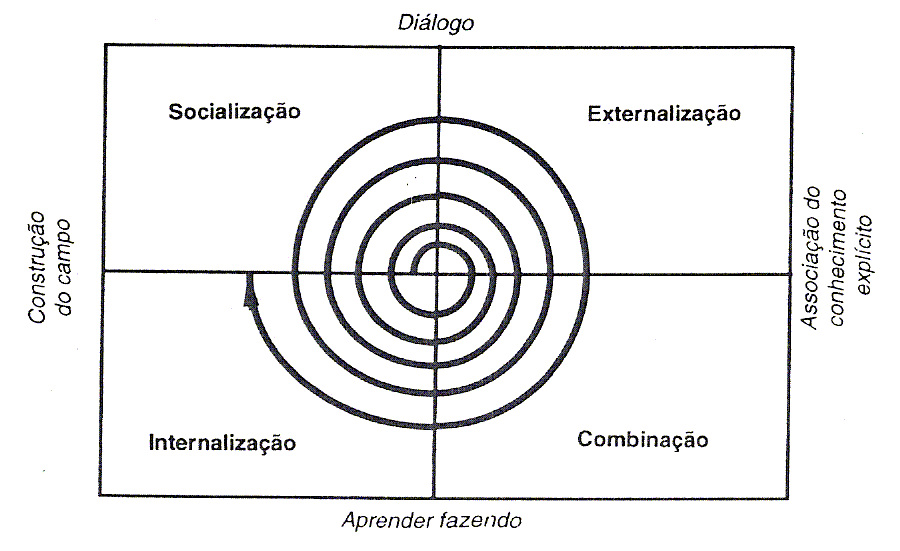 Diálogo
Socialização
Externalização
Construção
do campo
Associação do
conhecimento
explícito
Internalização
Combinação
Aprender fazendo